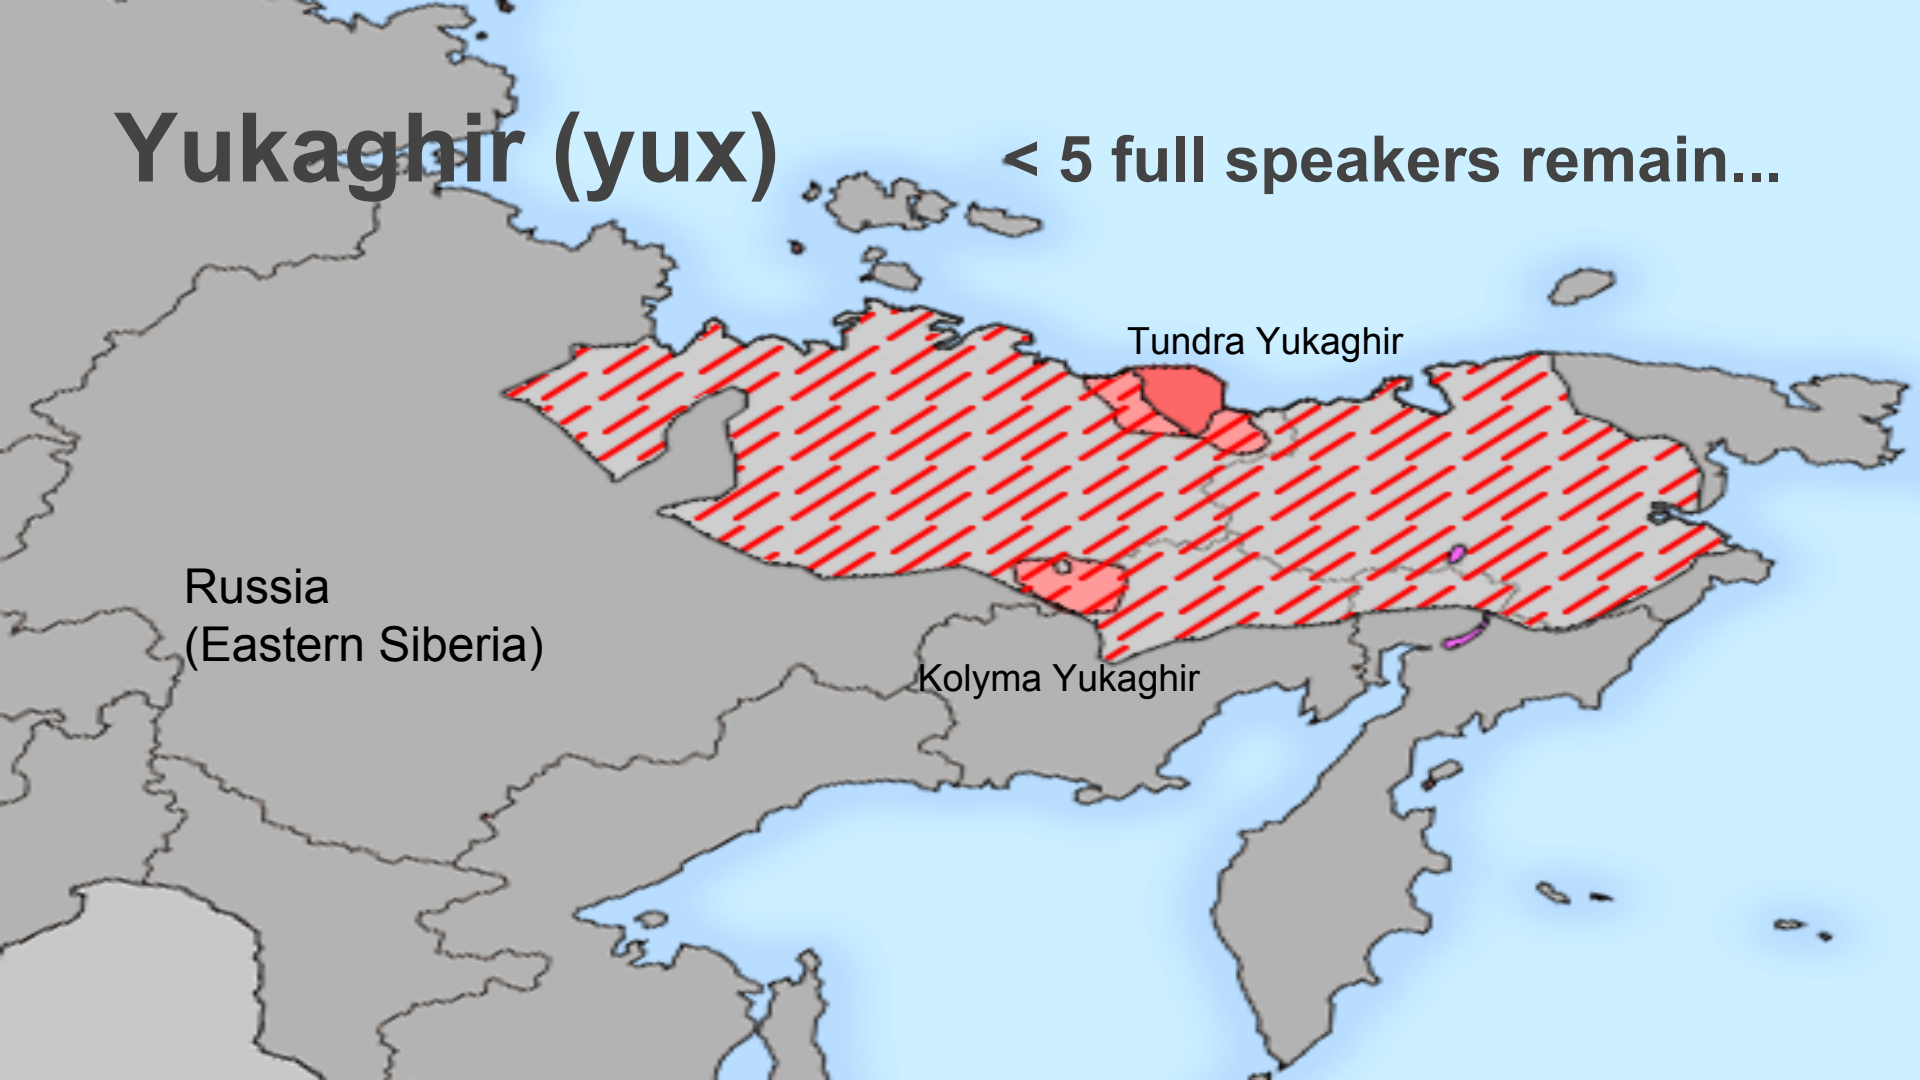 Yukaghir (yux)
< 5 full speakers remain...
Tundra Yukaghir
Russia
(Eastern Siberia)
Kolyma Yukaghir